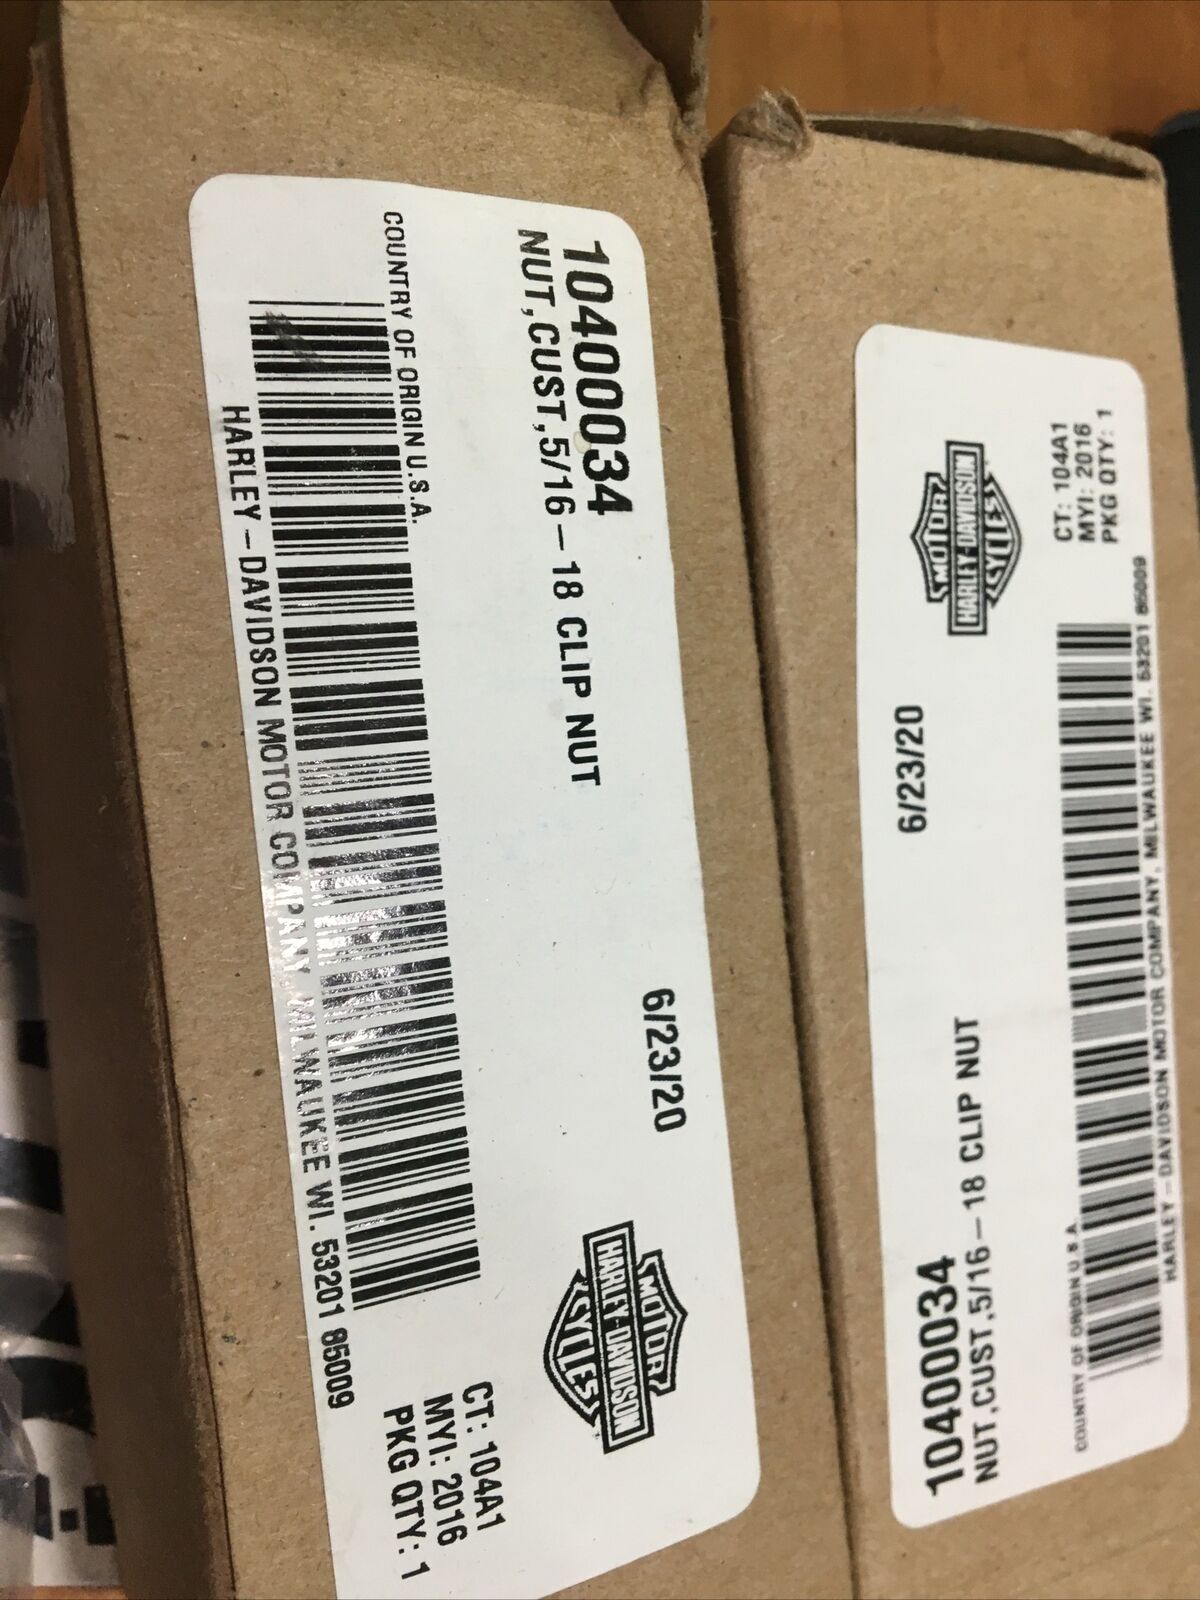 10400034
NUT,CUST,5/16-18 CLIP NUT
6/23/20
MOTOR
HARLEY-DAVIDSON
CYCLES
COUNTRY OF ORIGIN U.S.A.
HARLEY-DAVIDSON MOTOR COMPANY, MILWAUKEE WI. 53201 85009
CT: 104A1
MYI: 2016
PKG QTY: 1
10400034
NUT,CUST,5/16-18 CLIP NUT
6/23/20
MOTOR
HARLEY-DAVIDSON
CYCLES
COUNTRY OF ORIGIN U.S.A.
HARLEY-DAVIDSON MOTOR COMPANY, MILWAUKEE WI. 53201 85009
CT: 104A1
MYI: 2016
PKG QTY: 1